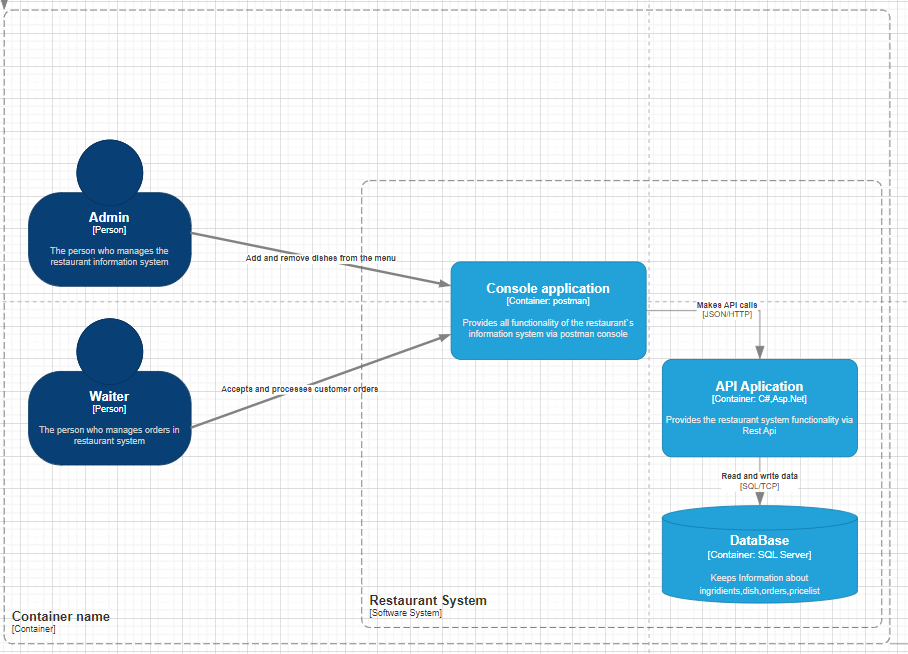 Admin
[Person]
The person who manages the
restaurant information system
Add and remove dishes from the menu
Waiter
[Person]
The person who manages orders in
restaurant system
Accepts and processes customer orders
Console application
[Container: postman]
Provides all functionality of the restaurant`s
information system via postman console
Makes API calls
[JSON/HTTP]
API Aplication
[Container: C#,Asp.Net]
Provides the restaurant system functionality via
Rest Api
Read and write data
[SQL/TCP]
DataBase
[Container: SQL Server]
Keeps Information about
ingridients,dish,orders,pricelist
Restaurant System
[Software System]
Container name
[Container]